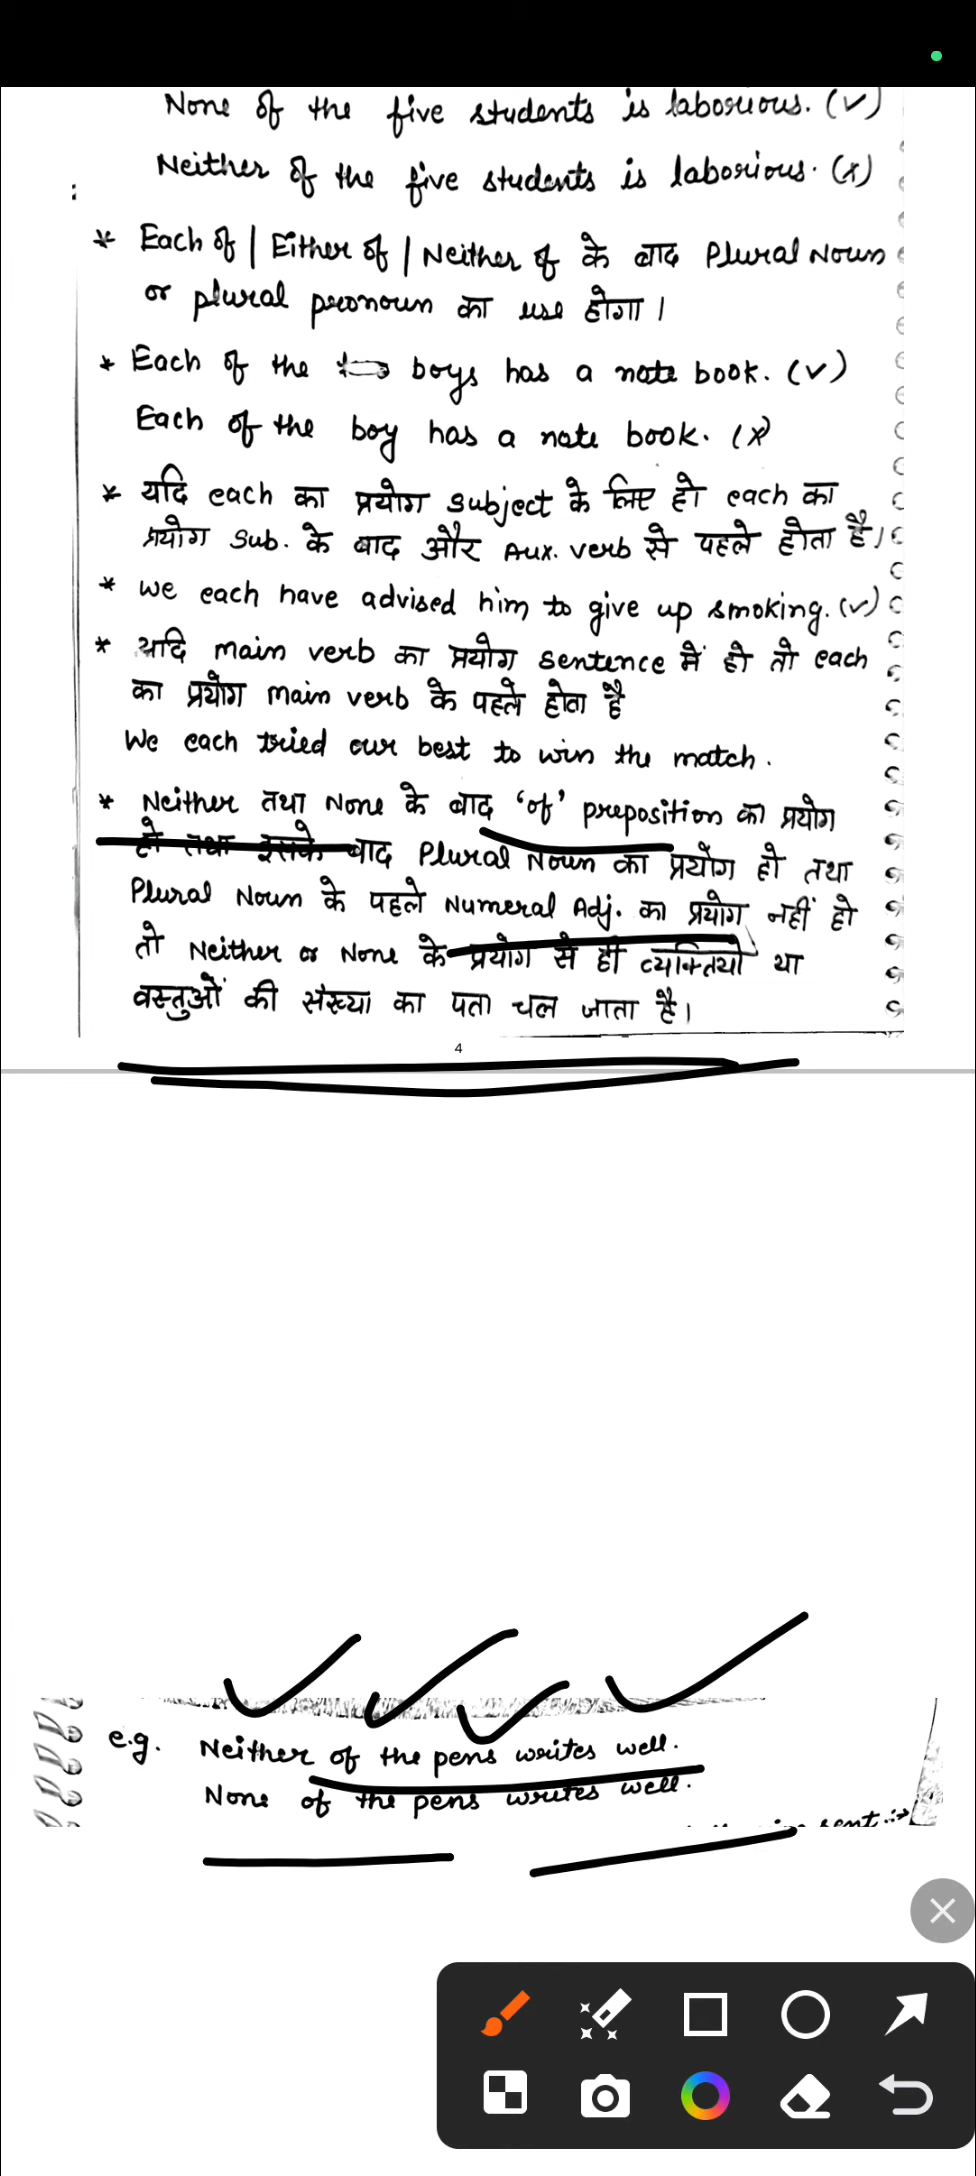 None of the five students is laborious. (✓)
Neither of the five students is laborious. (x)
* Each of | Either of | Neither of के बाद Plural Noun
or plural pronoun का use होगा ।
* Each of the boys has a note book. (✓)
Each of the boy has a note book. (x)
* यदि each का प्रयोग subject के लिए हो each का
प्रयोग Sub. के बाद और Aux. verb से पहले होता है।
* We each have advised him to give up smoking. (✓)
* यदि main verb का प्रयोग sentence में हो तो each
का प्रयोग main verb के पहले होता है
We each tried our best to win the match.
* Neither तथा None के बाद 'of' preposition का प्रयोग
हो तथा इसके बाद Plural Noun का प्रयोग हो तथा
Plural Noun के पहले Numeral Adj. का प्रयोग नहीं हो
तो Neither or None के प्रयोग से ही व्यक्तियो या
वस्तुओं की संख्या का पता चल जाता है।
4
e.g. Neither of the pens writes well.
None of the pens writes well.
sent.:→